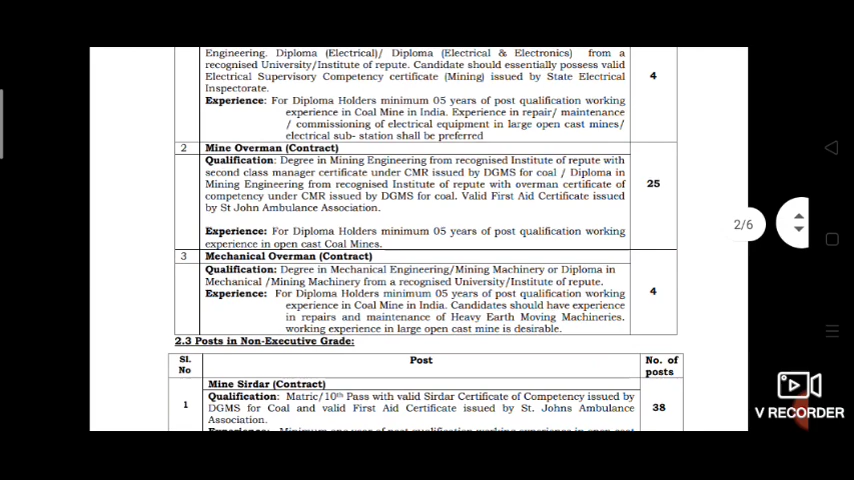 Engineering. Diploma (Electrical)/ Diploma (Electrical & Electronics) from a
recognised University/Institute of repute. Candidate should essentially possess valid
Electrical Supervisory Competency certificate (Mining) issued by State Electrical
Inspectorate.
4
Experience: For Diploma Holders minimum 05 years of post qualification working
experience in Coal Mine in India. Experience in repair/ maintenance
/ commissioning of electrical equipment in large open cast mines/
electrical sub- station shall be preferred
2 Mine Overman (Contract)
Qualification: Degree in Mining Engineering from recognised Institute of repute with
second class manager certificate under CMR issued by DGMS for coal / Diploma in
Mining Engineering from recognised Institute of repute with overman certificate of
competency under CMR issued by DGMS for coal. Valid First Aid Certificate issued
by St John Ambulance Association.
25
Experience: For Diploma Holders minimum 05 years of post qualification working
experience in open cast Coal Mines.
3 Mechanical Overman (Contract)
Qualification: Degree in Mechanical Engineering/Mining Machinery or Diploma in
Mechanical /Mining Machinery from a recognised University/Institute of repute.
Experience: For Diploma Holders minimum 05 years of post qualification working
experience in Coal Mine in India. Candidates should have experience
in repairs and maintenance of Heavy Earth Moving Machineries.
working experience in large open cast mine is desirable.
4
2.3 Posts in Non-Executive Grade:
Sl. No
Post
No. of posts
1
Mine Sirdar (Contract)
Qualification: Matric/10th Pass with valid Sirdar Certificate of Competency issued by
DGMS for Coal and valid First Aid Certificate issued by St. Johns Ambulance
Association.
38
Experience: Minimum one year of post qualification working experience in open cast
2/6
V RECORDER